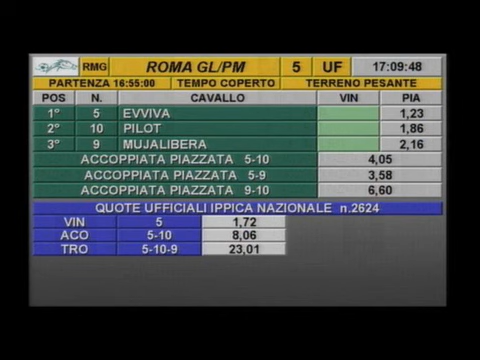 RMG ROMA GL/PM 5 UF 17:09:48
PARTENZA 16:55:00 TEMPO COPERTO TERRENO PESANTE
POS N. CAVALLO VIN PIA
1º 5 EVVIVA 1,23
2º 10 PILOT 1,86
3º 9 MUJALIBERA 2,16
ACCOPPIATA PIAZZATA 5-10 4,05
ACCOPPIATA PIAZZATA 5-9 3,58
ACCOPPIATA PIAZZATA 9-10 6,60
QUOTE UFFICIALI IPPICA NAZIONALE n.2624
VIN 5 1,72
ACO 5-10 8,06
TRO 5-10-9 23,01